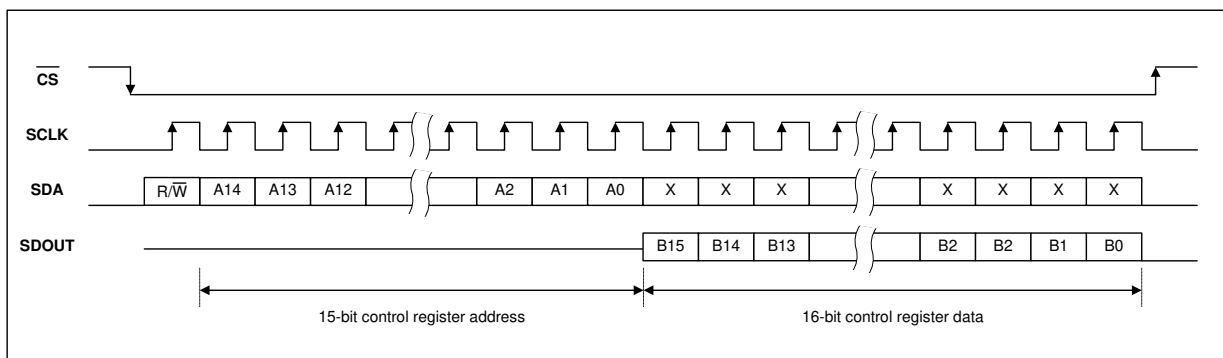 CS
SCLK
SDA R/W A14 A13 A12 A2 A1 A0 X X X X X X X
SDOUT B15 B14 B13 B2 B2 B1 B0
15-bit control register address 16-bit control register data